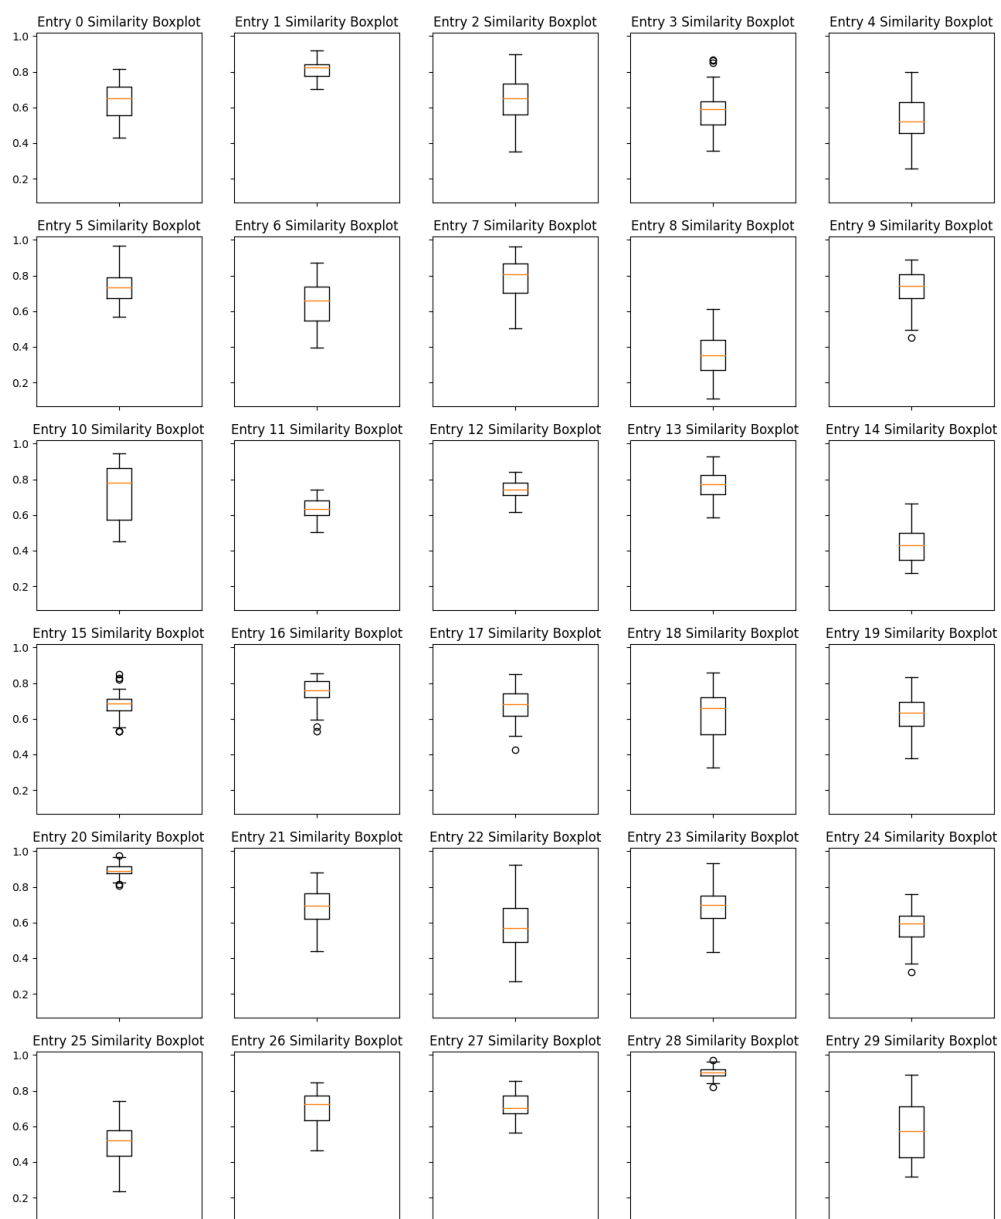 Entry 0 Similarity Boxplot
Entry 1 Similarity Boxplot
Entry 2 Similarity Boxplot
Entry 3 Similarity Boxplot
Entry 4 Similarity Boxplot
1.0
0.8
0.6
0.4
0.2
Entry 5 Similarity Boxplot
Entry 6 Similarity Boxplot
Entry 7 Similarity Boxplot
Entry 8 Similarity Boxplot
Entry 9 Similarity Boxplot
1.0
0.8
0.6
0.4
0.2
Entry 10 Similarity Boxplot
Entry 11 Similarity Boxplot
Entry 12 Similarity Boxplot
Entry 13 Similarity Boxplot
Entry 14 Similarity Boxplot
1.0
0.8
0.6
0.4
0.2
Entry 15 Similarity Boxplot
Entry 16 Similarity Boxplot
Entry 17 Similarity Boxplot
Entry 18 Similarity Boxplot
Entry 19 Similarity Boxplot
1.0
0.8
0.6
0.4
0.2
Entry 20 Similarity Boxplot
Entry 21 Similarity Boxplot
Entry 22 Similarity Boxplot
Entry 23 Similarity Boxplot
Entry 24 Similarity Boxplot
1.0
0.8
0.6
0.4
0.2
Entry 25 Similarity Boxplot
Entry 26 Similarity Boxplot
Entry 27 Similarity Boxplot
Entry 28 Similarity Boxplot
Entry 29 Similarity Boxplot
1.0
0.8
0.6
0.4
0.2